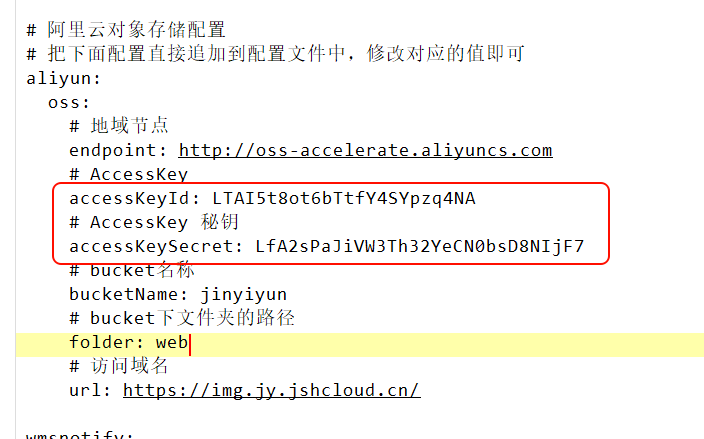 # 阿里云对象存储配置
# 把下面配置直接追加到配置文件中，修改对应的值即可
aliyun:
oss:
# 地域节点
endpoint: http://oss-accelerate.aliyuncs.com
# AccessKey
accessKeyId: LTAI5t8ot6bTtfY4SYpzq4NA
# AccessKey 秘钥
accessKeySecret: LfA2sPaJiVW3Th32YeCN0bsD8NIjF7
# bucket名称
bucketName: jinyiyun
# bucket下文件夹的路径
folder: web
# 访问域名
url: https://img.jy.jshcloud.cn/
wmsnotify: